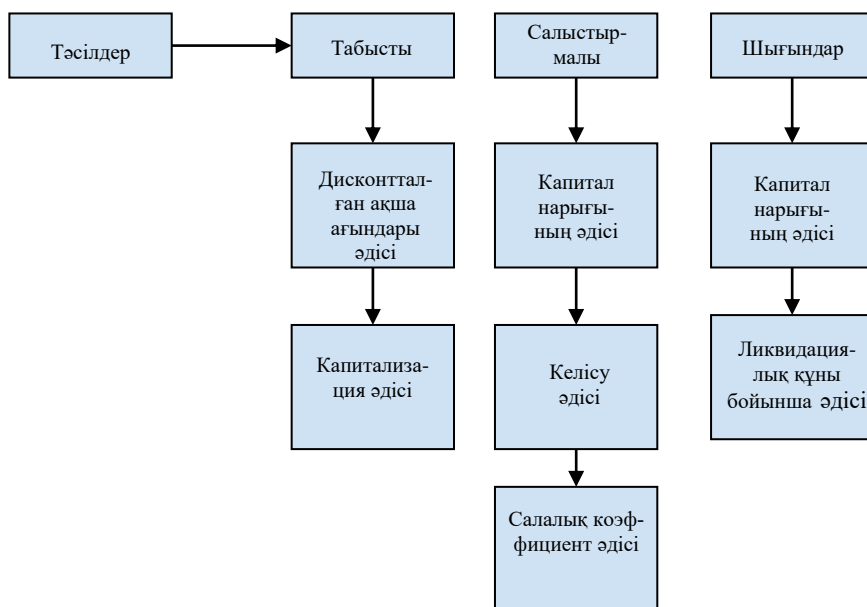 Тәсілдер
Табысты
Салыстыр-
малы
Шығындар
Дисконттал-
ған ақша
ағындары
әдісі
Капитал
нарығы-
ның әдісі
Капитал
нарығы-
ның әдісі
Капитализа-
ция әдісі
Келісу
әдісі
Ликвидация-
лық құны
бойынша әдісі
Салалық коэф-
фициент әдісі